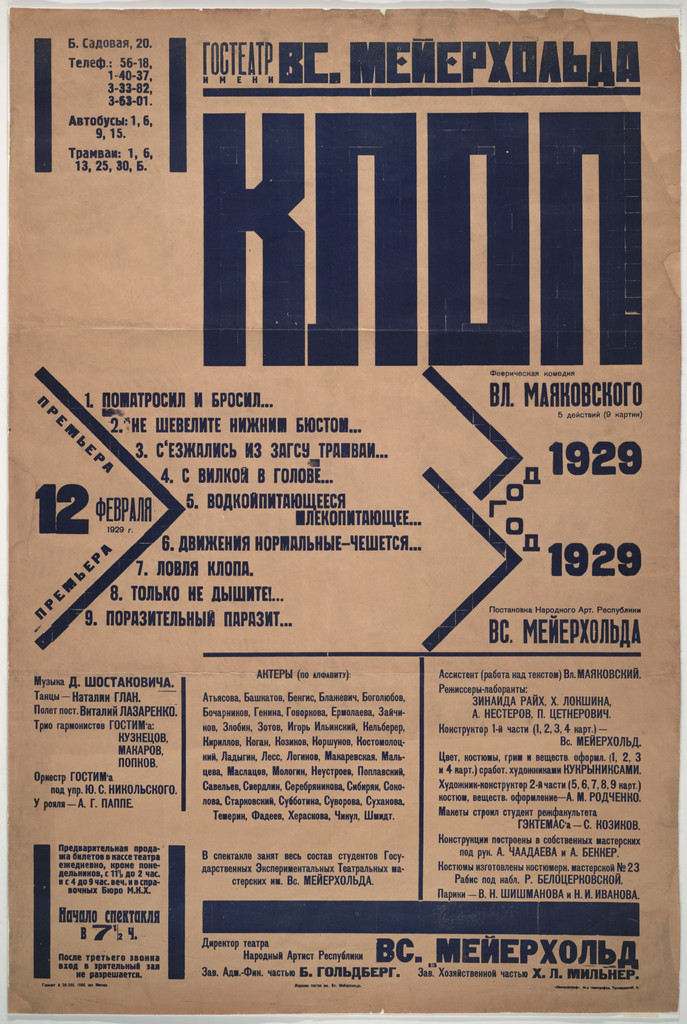 Б. Садовая, 20.
Телеф.: 56-18,
1-40-37,
3-33-82,
3-63-01.
Автобусы: 1, 6,
9, 15.
Трамваи: 1, 6,
13, 25, 30, Б.
ГОСТЕАТР
ИМЕНИ
ВС. МЕЙЕРХОЛЬДА
КЛОП
Феерическая комедия
ВЛ. МАЯКОВСКОГО
5 действий (9 картин)
1929
ГОД
ГОД
1929
Постановка Народного Арт. Республики
ВС. МЕЙЕРХОЛЬДА
ПРЕМЬЕРА
12 ФЕВРАЛЯ
1929 г.
ПРЕМЬЕРА
1. ПОМАТРОСИЛ И БРОСИЛ...
2. НЕ ШЕВЕЛИТЕ НИЖНИМ БЮСТОМ...
3. С'ЕЗЖАЛИСЬ ИЗ ЗАГСУ ТРАМВАИ...
4. С ВИЛКОЙ В ГОЛОВЕ...
5. ВОДКОЙПИТАЮЩЕЕСЯ
МЛЕКОПИТАЮЩЕЕ...
6. ДВИЖЕНИЯ НОРМАЛЬНЫЕ–ЧЕШЕТСЯ...
7. ЛОВЛЯ КЛОПА.
8. ТОЛЬКО НЕ ДЫШИТЕ!...
9. ПОРАЗИТЕЛЬНЫЙ ПАРАЗИТ...
Музыка Д. ШОСТАКОВИЧА.
Танцы — Наталии ГЛАН.
Полет пост. Виталий ЛАЗАРЕНКО.
Трио гармонистов ГОСТИМ'а:
КУЗНЕЦОВ,
МАКАРОВ,
ПОПКОВ.
Оркестр ГОСТИМ'а
под упр. Ю. С. НИКОЛЬСКОГО.
У рояля — А. Г. ПАППЕ.
АКТЕРЫ (по алфавиту):
Атьясова, Башкатов, Бенгис, Блажевич, Боголюбов,
Бочарников, Генина, Говоркова, Ермолаева, Зайчи-
ков, Злобин, Зотов, Игорь Ильинский, Кельберер,
Кириллов, Коган, Козиков, Коршунов, Костомолоц-
кий, Ладыгин, Лесс, Логинов, Макаревская, Маль-
цева, Маслацов, Мологин, Неустроев, Поплавский,
Савельев, Свердлин, Серебрянникова, Сибиряк, Соко-
лова, Старковский, Субботина, Суворова, Суханова,
Темерин, Фадеев, Хераскова, Чикул, Шмидт.
В спектакле занят весь состав студентов Госу-
дарственных Экспериментальных Театральных ма-
стерских им. Вс. МЕЙЕРХОЛЬДА.
Ассистент (работа над текстом) Вл. МАЯКОВСКИЙ.
Режиссеры-лаборанты:
ЗИНАИДА РАЙХ, Х. ЛОКШИНА,
А. НЕСТЕРОВ, П. ЦЕТНЕРОВИЧ.
Конструктор 1-й части (1, 2, 3, 4 карт.) —
Вс. МЕЙЕРХОЛЬД.
Цвет, костюмы, грим и веществ. оформл. (1, 2, 3
и 4 карт.) сработ. художниками КУКРЫНИКСАМИ.
Художник-конструктор 2-й части (5, 6, 7, 8, 9 карт.)
костюм, веществ. оформление—А. М. РОДЧЕНКО.
Макеты строил студент режфакультета
ГЭКТЕМАС'а — С. КОЗИКОВ.
Конструкции построены в собственных мастерских
под рук. А. ЧААДАЕВА и А. БЕККЕР.
Костюмы изготовлены костюмерн. мастерской № 23
Рабис под набл. Р. БЕЛОЦЕРКОВСКОЙ.
Парики — В. Н. ШИШМАНОВА и Н. И. ИВАНОВА.
Предварительная прода-
жа билетов в кассе театра
ежедневно, кроме поне-
дельников, с 11½ до 2 час.
и с 4 до 9 час. веч. и в спра-
вочных Бюро М.К.Х.
Начало спектакля
в 7½ ч.
После третьего звонка
вход в зрительный зал
не разрешается.
Директор театра
Народный Артист Республики ВС. МЕЙЕРХОЛЬД
Зав. Адм.-Фин. частью Б. ГОЛЬДБЕРГ. Зав. Хозяйственной частью Х. Л. МИЛЬНЕР.